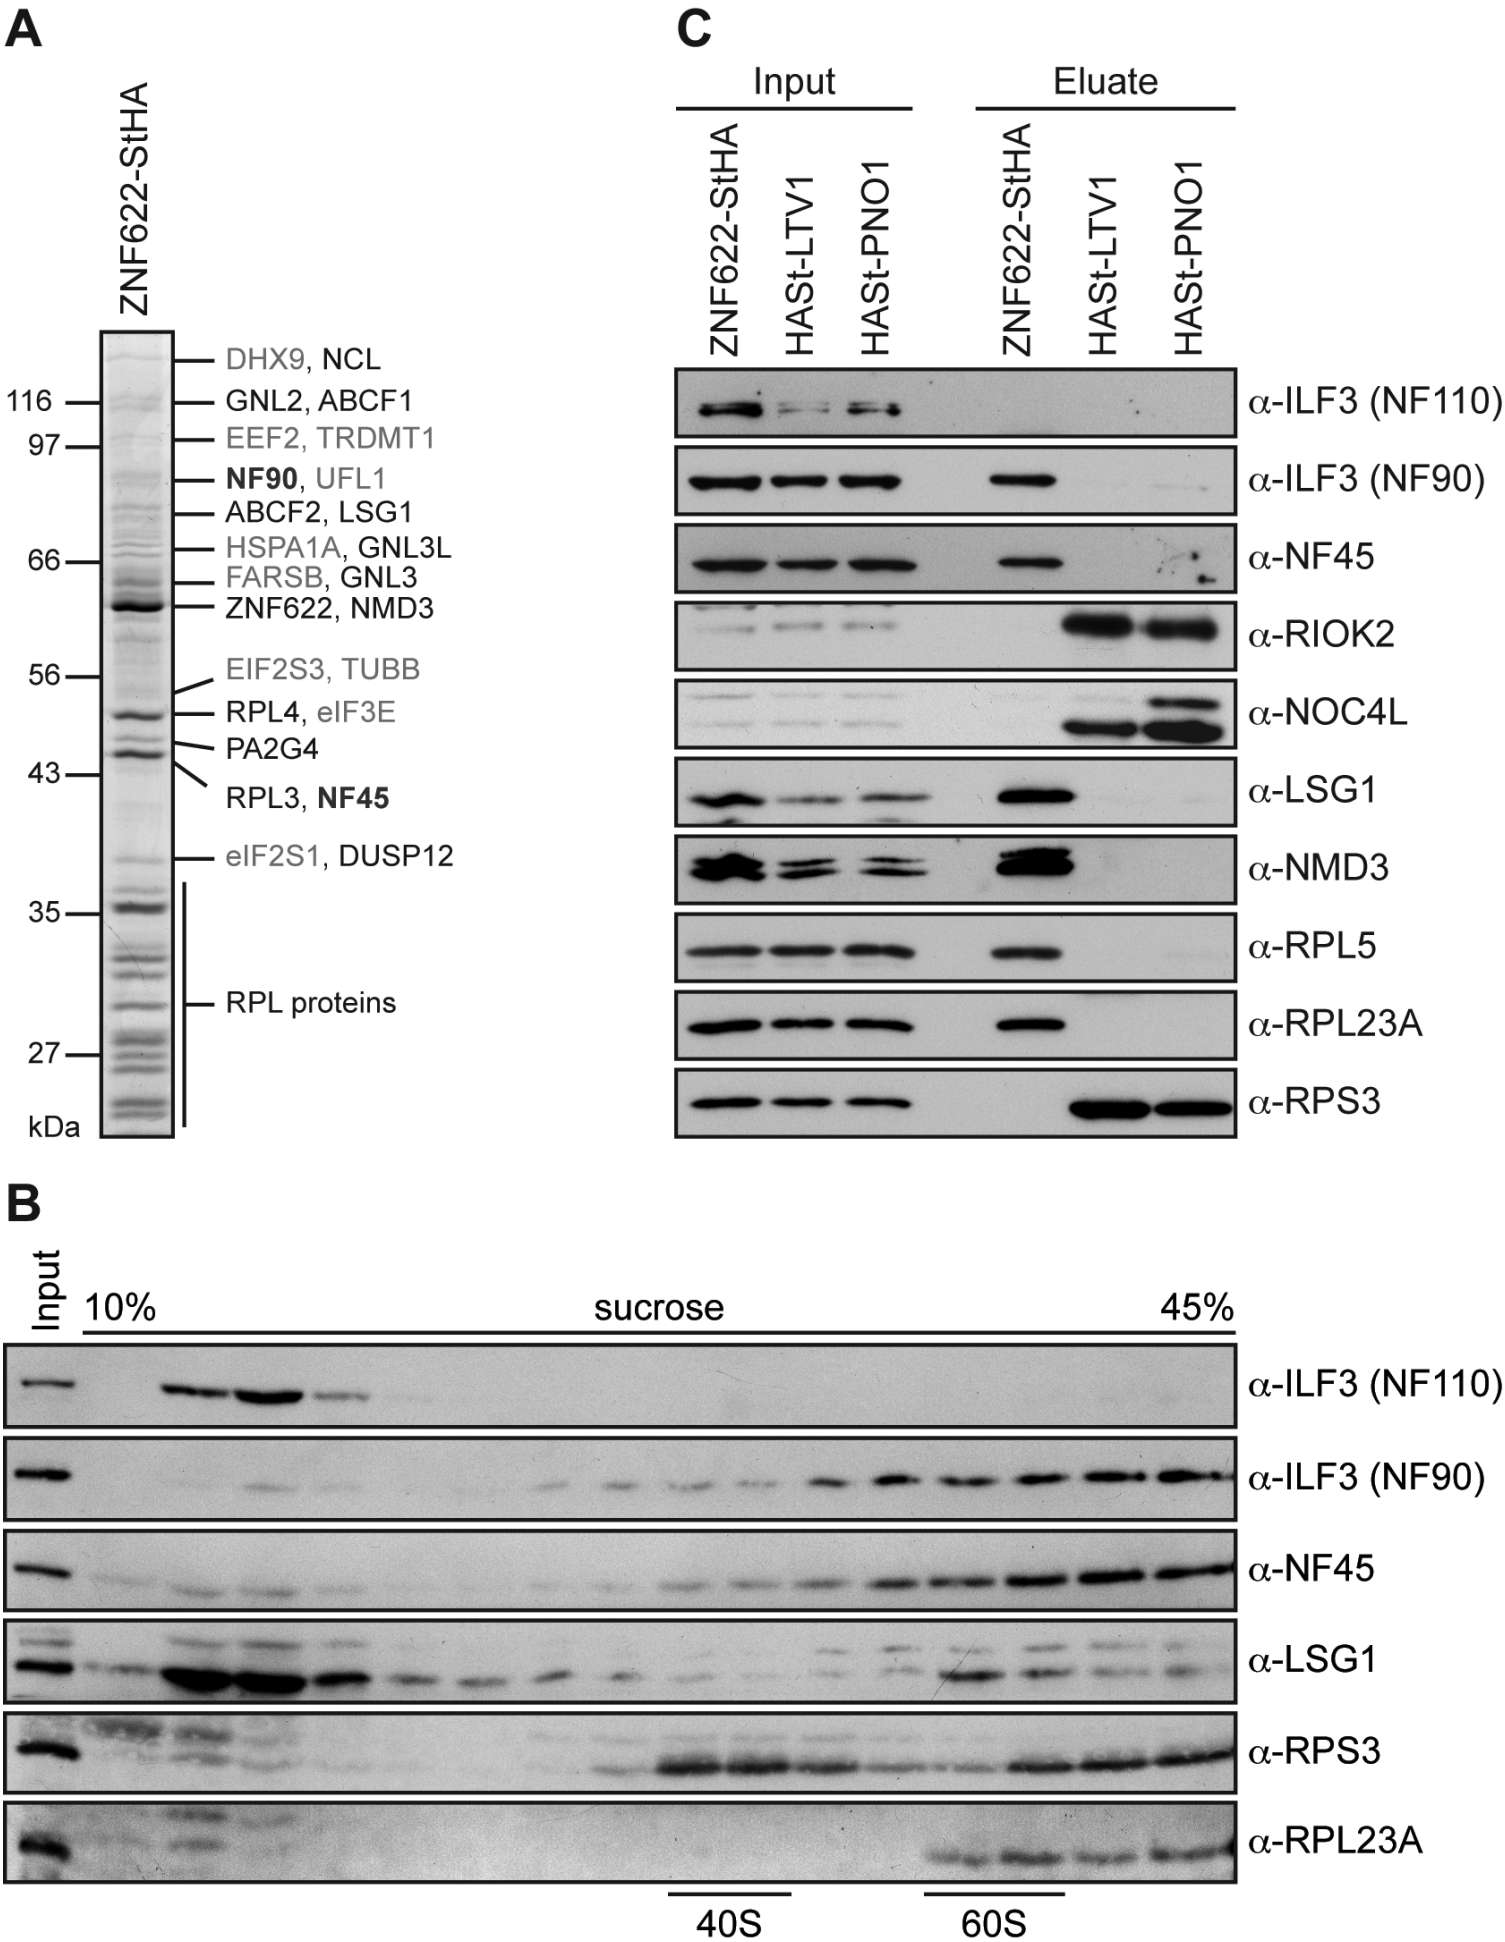 A
ZNF622-StHA
DHX9, NCL
116
GNL2, ABCF1
EEF2, TRDMT1
97
NF90, UFL1
ABCF2, LSG1
HSPA1A, GNL3L
66
FARSB, GNL3
ZNF622, NMD3
EIF2S3, TUBB
56
RPL4, eIF3E
PA2G4
43
RPL3, NF45
eIF2S1, DUSP12
35
RPL proteins
27
kDa
C
Input
Eluate
ZNF622-StHA
HASt-LTV1
HASt-PNO1
ZNF622-StHA
HASt-LTV1
HASt-PNO1
α-ILF3 (NF110)
α-ILF3 (NF90)
α-NF45
α-RIOK2
α-NOC4L
α-LSG1
α-NMD3
α-RPL5
α-RPL23A
α-RPS3
B
Input
10%
sucrose
45%
α-ILF3 (NF110)
α-ILF3 (NF90)
α-NF45
α-LSG1
α-RPS3
α-RPL23A
40S
60S